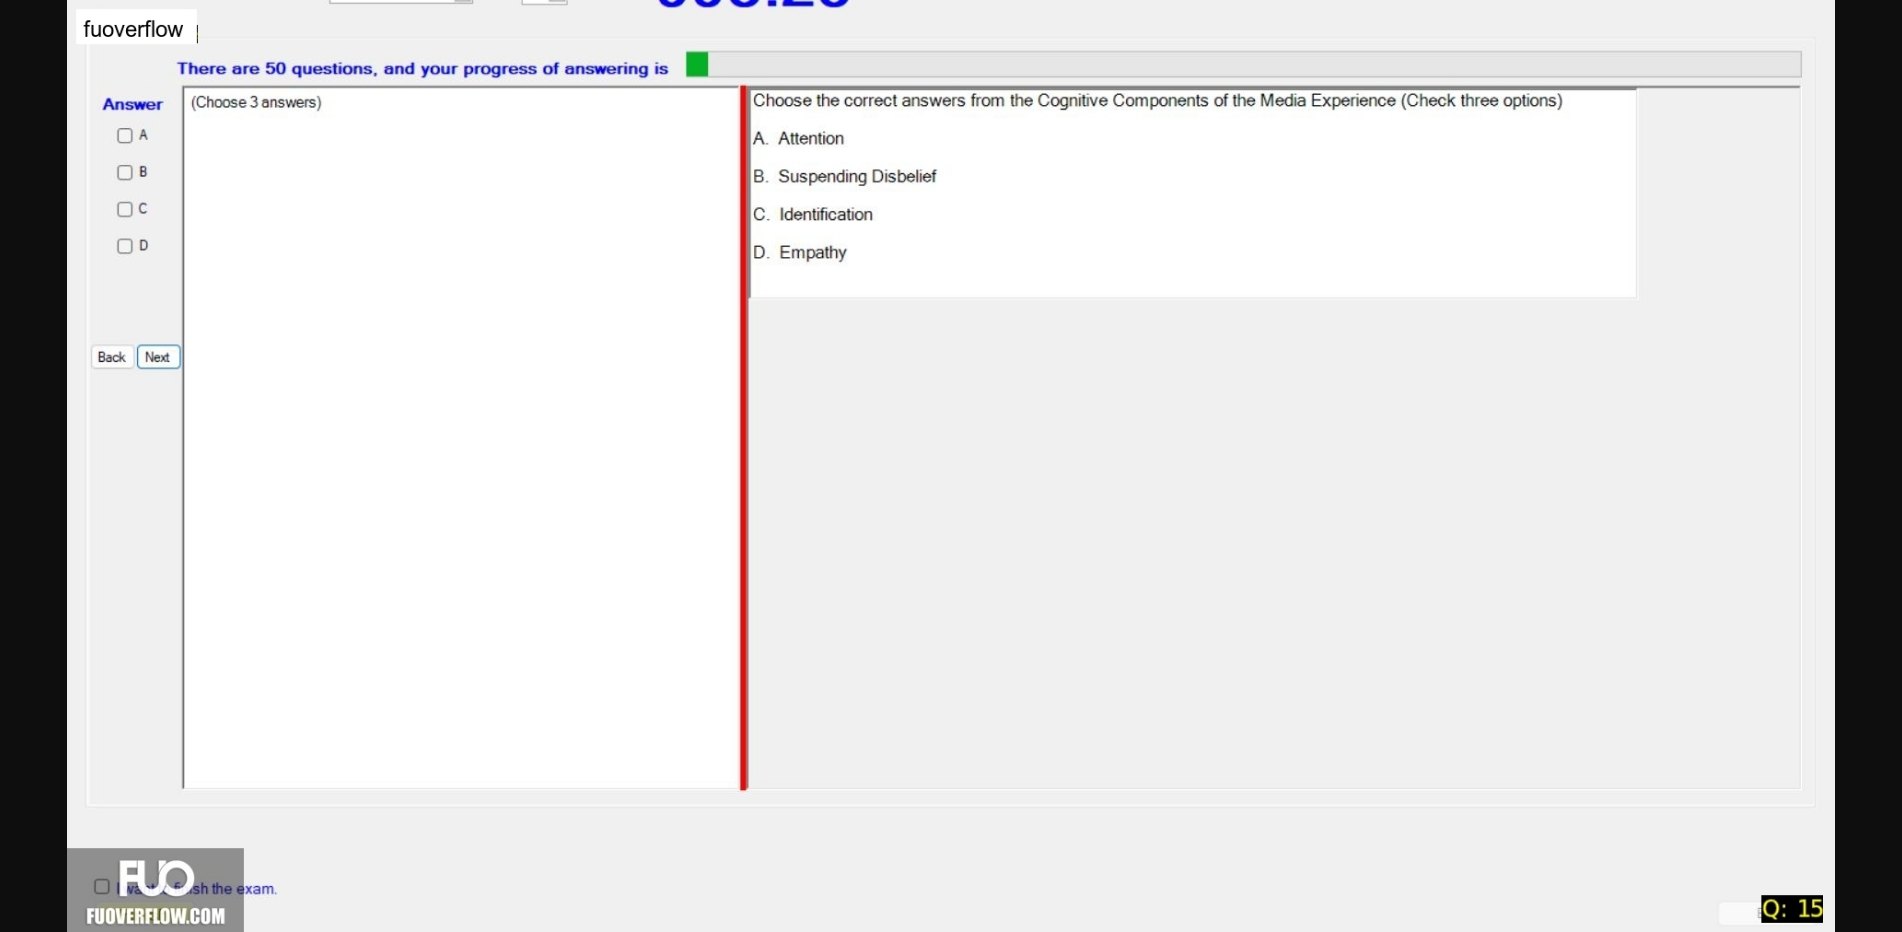 fuoverflow
There are 50 questions, and your progress of answering is
Answer
(Choose 3 answers)
A
B
C
D
Back Next
Choose the correct answers from the Cognitive Components of the Media Experience (Check three options)
A. Attention
B. Suspending Disbelief
C. Identification
D. Empathy
FUO
finish the exam.
FUOVERFLOW.COM
Q: 15